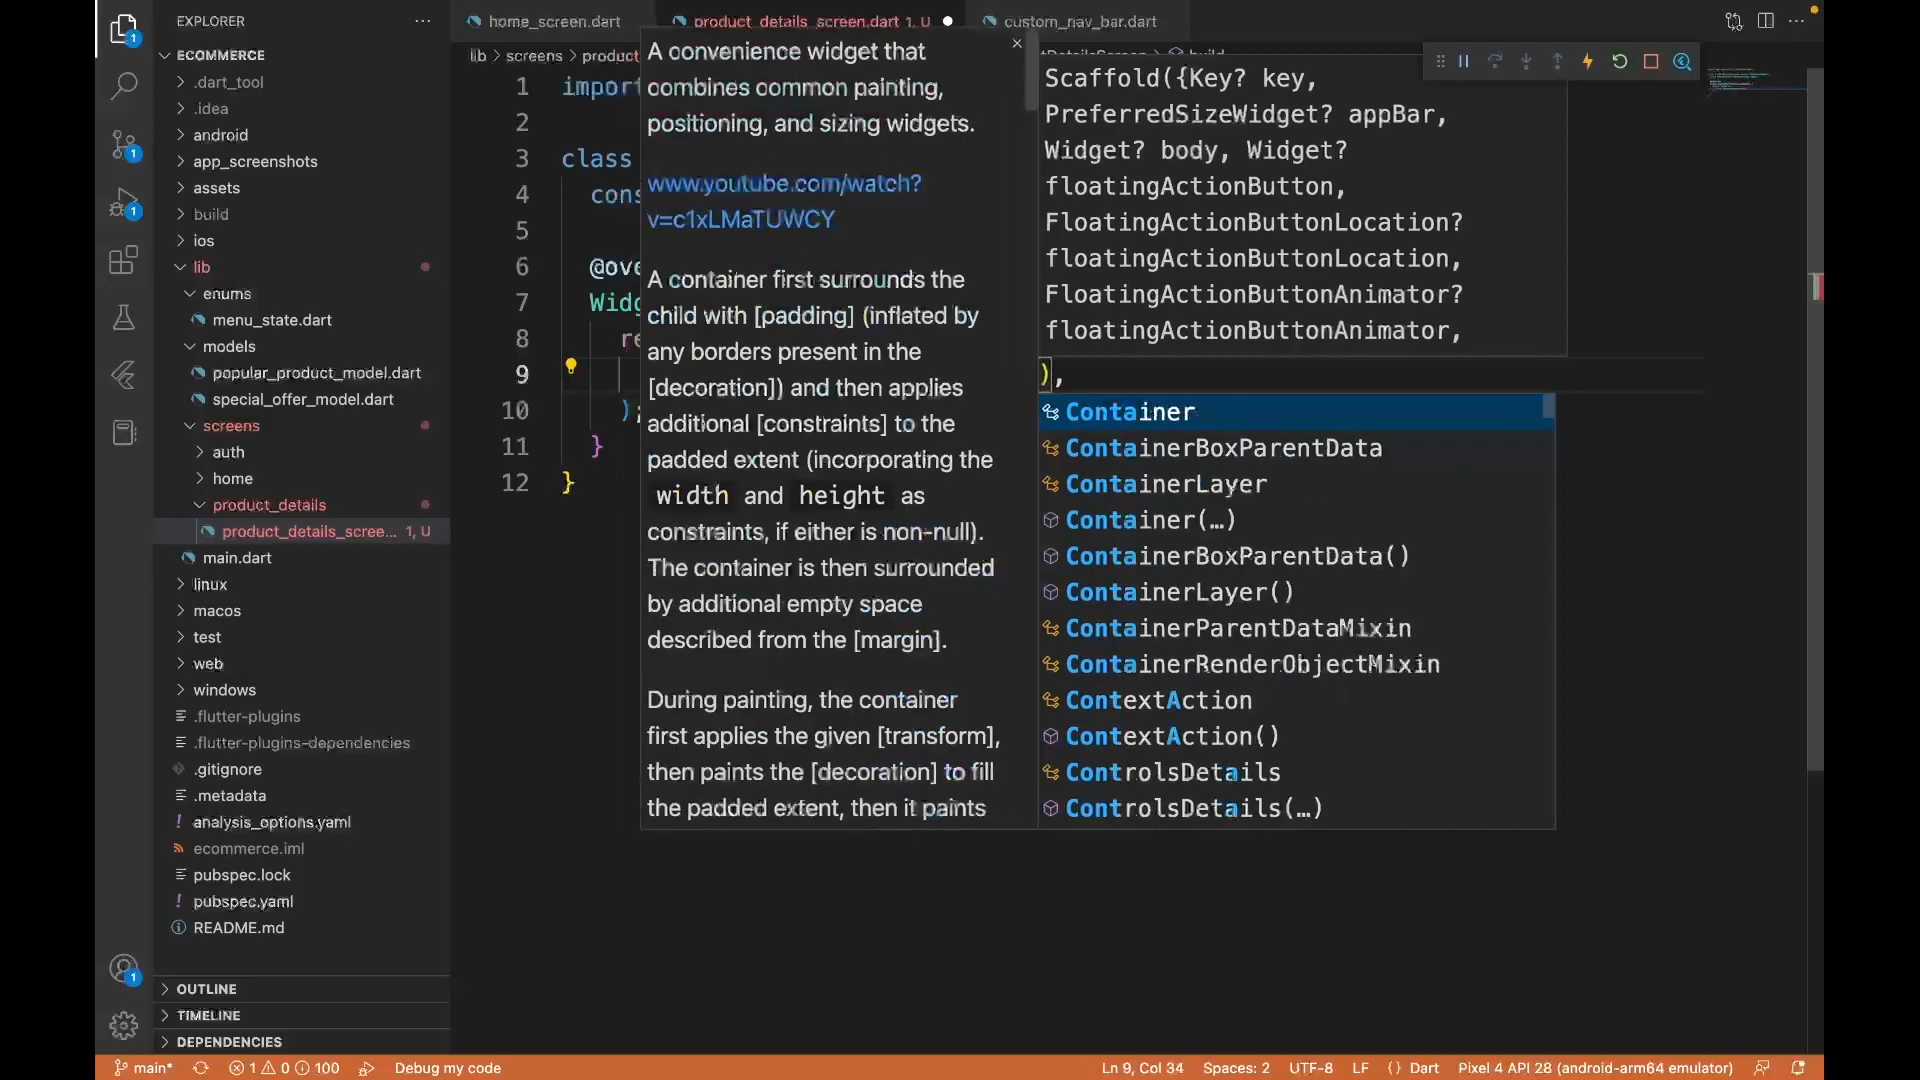 EXPLORER
ECOMMERCE
.dart_tool
.idea
android
app_screenshots
assets
build
ios
lib
enums
menu_state.dart
models
popular_product_model.dart
special_offer_model.dart
screens
auth
home
product_details
product_details_scree... 1, U
main.dart
linux
macos
test
web
windows
.flutter-plugins
.flutter-plugins-dependencies
.gitignore
.metadata
analysis_options.yaml
ecommerce.iml
pubspec.lock
pubspec.yaml
README.md
OUTLINE
TIMELINE
DEPENDENCIES
home_screen.dart
product_details_screen.dart 1, U
custom_nav_bar.dart
lib > screens > product
build
1 import
2
3 class
4 cons
5
6 @ove
7 Widg
8 re
9 ),
10 );
11 }
12 }
A convenience widget that
combines common painting,
positioning, and sizing widgets.
www.youtube.com/watch?
v=c1xLMaTUWCY
A container first surrounds the
child with [padding] (inflated by
any borders present in the
[decoration]) and then applies
additional [constraints] to the
padded extent (incorporating the
width and height as
constraints, if either is non-null).
The container is then surrounded
by additional empty space
described from the [margin].
During painting, the container
first applies the given [transform],
then paints the [decoration] to fill
the padded extent, then it paints
Scaffold({Key? key,
PreferredSizeWidget? appBar,
Widget? body, Widget?
floatingActionButton,
FloatingActionButtonLocation?
floatingActionButtonLocation,
FloatingActionButtonAnimator?
floatingActionButtonAnimator,
Container
ContainerBoxParentData
ContainerLayer
Container(…)
ContainerBoxParentData()
ContainerLayer()
ContainerParentDataMixin
ContainerRenderObjectMixin
ContextAction
ContextAction()
ControlsDetails
ControlsDetails(…)
1
1
1
1
main* 1 0 100 Debug my code
Ln 9, Col 34 Spaces: 2 UTF-8 LF {} Dart Pixel 4 API 28 (android-arm64 emulator)